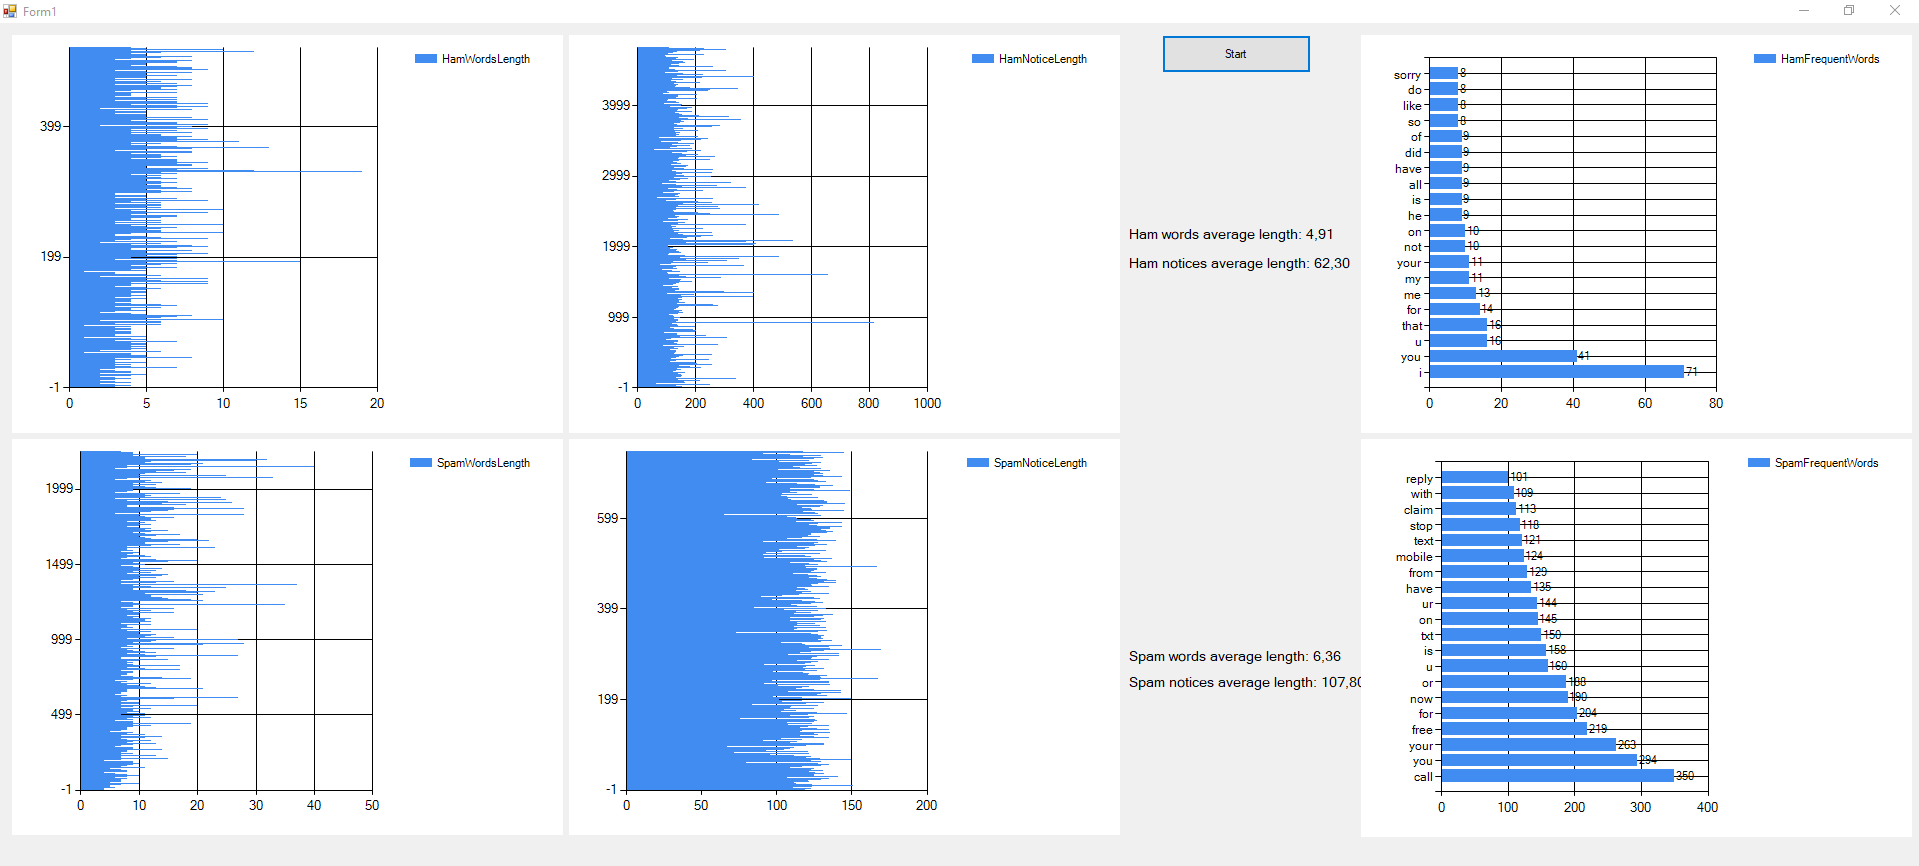 Form1
HamWordsLength
399
199
-1
0 5 10 15 20
HamNoticeLength
3999
2999
1999
999
-1
0 200 400 600 800 1000
Start
Ham words average length: 4,91
Ham notices average length: 62,30
HamFrequentWords
sorry 8
do 8
like 8
so 8
of 9
did 9
have 9
all 9
is 9
he 9
on 10
not 10
your 11
my 11
me 13
for 14
that 16
u 16
you 41
i 71
0 20 40 60 80
SpamWordsLength
1999
1499
999
499
-1
0 10 20 30 40 50
SpamNoticeLength
599
399
199
-1
0 50 100 150 200
Spam words average length: 6,36
Spam notices average length: 107,80
SpamFrequentWords
reply 101
with 109
claim 113
stop 118
text 121
mobile 124
from 129
have 135
ur 144
on 145
txt 150
is 158
u 160
or 188
now 190
for 204
free 219
your 263
you 294
call 350
0 100 200 300 400